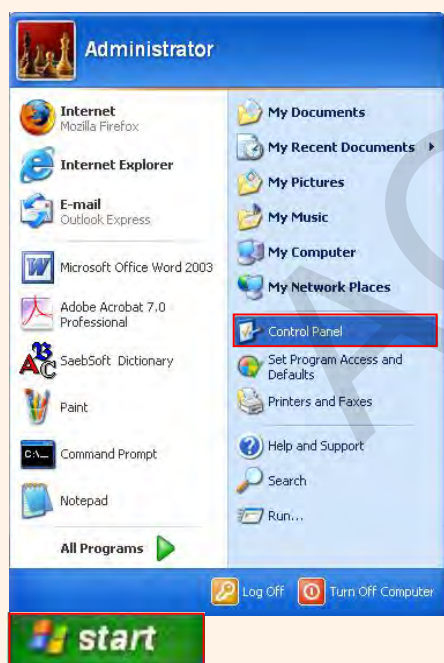 Administrator
Internet
Mozilla Firefox
Internet Explorer
E-mail
Outlook Express
Microsoft Office Word 2003
Adobe Acrobat 7.0
Professional
SaebSoft Dictionary
Paint
C:\_
Command Prompt
Notepad
All Programs
My Documents
My Recent Documents
My Pictures
My Music
My Computer
My Network Places
Control Panel
Set Program Access and
Defaults
Printers and Faxes
Help and Support
Search
Run...
Log Off
Turn Off Computer
start